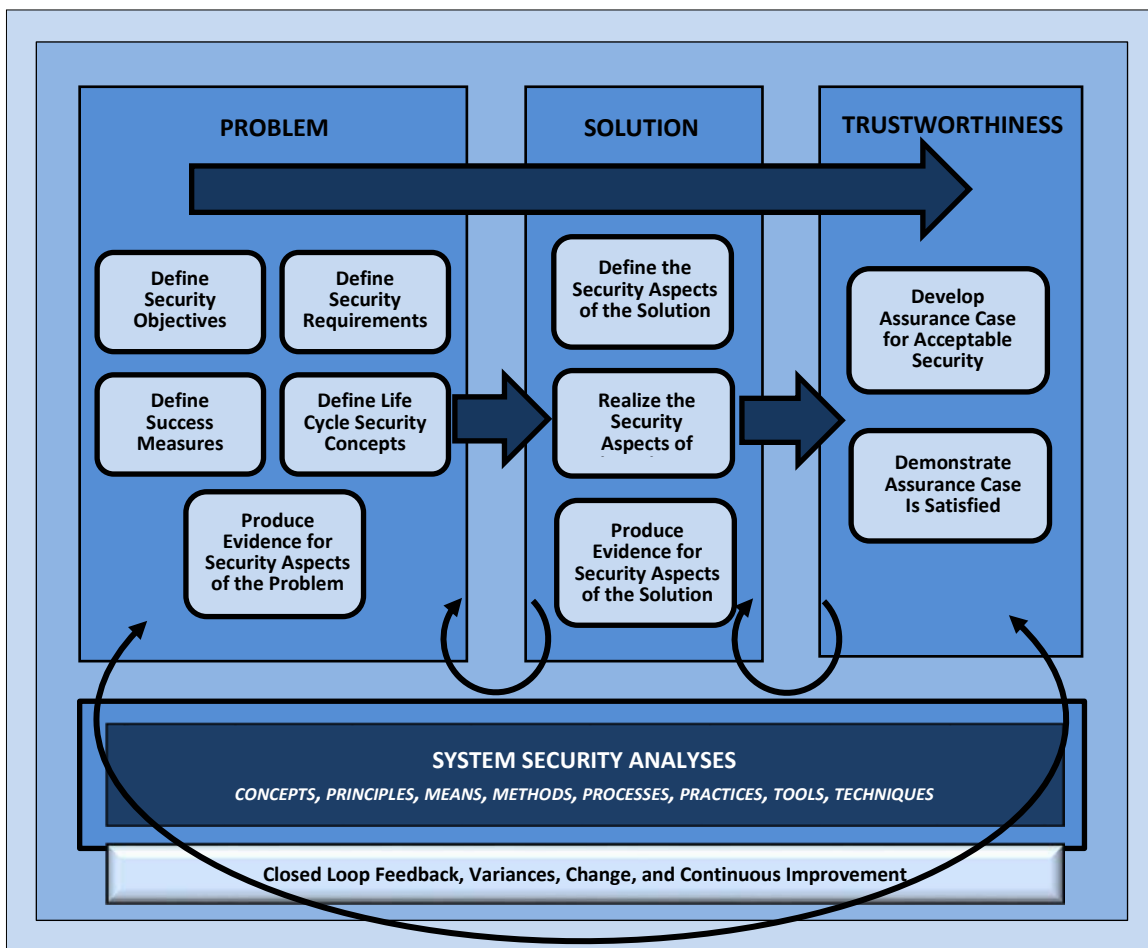 PROBLEM
Define
Security
Objectives
Define
Security
Requirements
Define
Success
Measures
Define Life
Cycle Security
Concepts
Produce
Evidence for
Security Aspects
of the Problem
SOLUTION
Define the
Security Aspects
of the Solution
Realize the
Security
Aspects of
Produce
Evidence for
Security Aspects
of the Solution
TRUSTWORTHINESS
Develop
Assurance Case
for Acceptable
Security
Demonstrate
Assurance Case
Is Satisfied
SYSTEM SECURITY ANALYSES
CONCEPTS, PRINCIPLES, MEANS, METHODS, PROCESSES, PRACTICES, TOOLS, TECHNIQUES
Closed Loop Feedback, Variances, Change, and Continuous Improvement